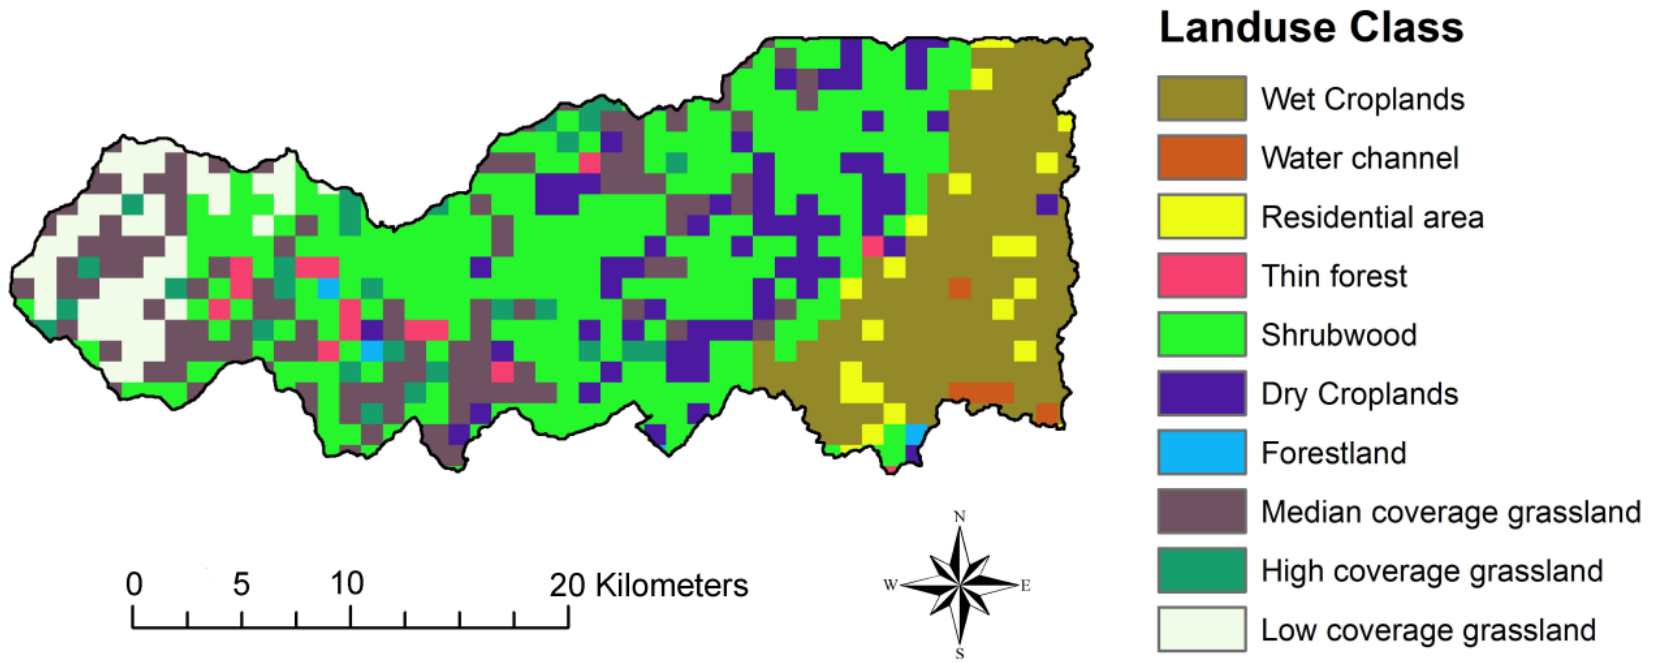 Landuse Class
Wet Croplands
Water channel
Residential area
Thin forest
Shrubwood
Dry Croplands
Forestland
Median coverage grassland
High coverage grassland
Low coverage grassland
0 5 10 20 Kilometers
N
W E
S